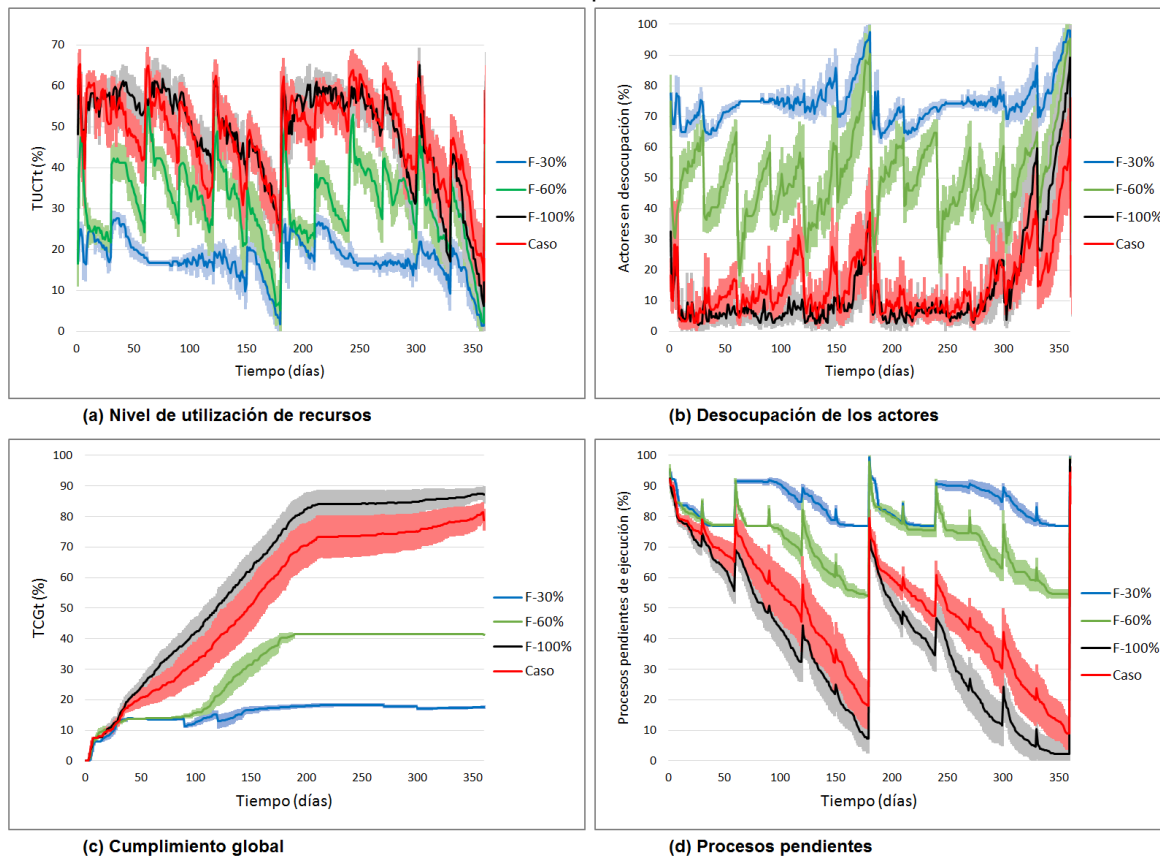 70
60
50
40
30
20
10
0
TUCTt (%)
0 50 100 150 200 250 300 350
Tiempo (días)
F-30%
F-60%
F-100%
Caso
(a) Nivel de utilización de recursos
100
90
80
70
60
50
40
30
20
10
0
Actores en desocupación (%)
0 50 100 150 200 250 300 350
Tiempo (días)
F-30%
F-60%
F-100%
Caso
(b) Desocupación de los actores
100
90
80
70
60
50
40
30
20
10
0
TCGt (%)
0 50 100 150 200 250 300 350
Tiempo (días)
F-30%
F-60%
F-100%
Caso
(c) Cumplimiento global
100
90
80
70
60
50
40
30
20
10
0
Procesos pendientes de ejecución (%)
0 50 100 150 200 250 300 350
Tiempo (días)
F-30%
F-60%
F-100%
Caso
(d) Procesos pendientes